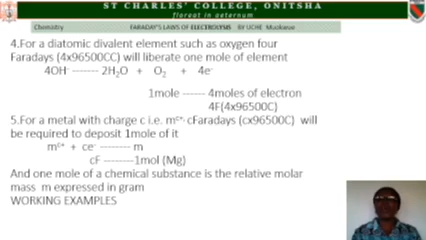 ST CHARLES' COLLEGE, ONITSHA
floreat in aeternum
Chemistry FARADAY'S LAWS OF ELECTROLYSIS BY UCHE Muokwue
4.For a diatomic divalent element such as oxygen four
Faradays (4x96500CC) will liberate one mole of element
4OH⁻ ------- 2H₂O + O₂ + 4e⁻
1mole ------ 4moles of electron
4F(4x96500C)
5.For a metal with charge c i.e. mᶜ⁺, cFaradays (cx96500C) will
be required to deposit 1mole of it
mᶜ⁺ + ce⁻ -------- m
cF --------1mol (Mg)
And one mole of a chemical substance is the relative molar
mass m expressed in gram
WORKING EXAMPLES